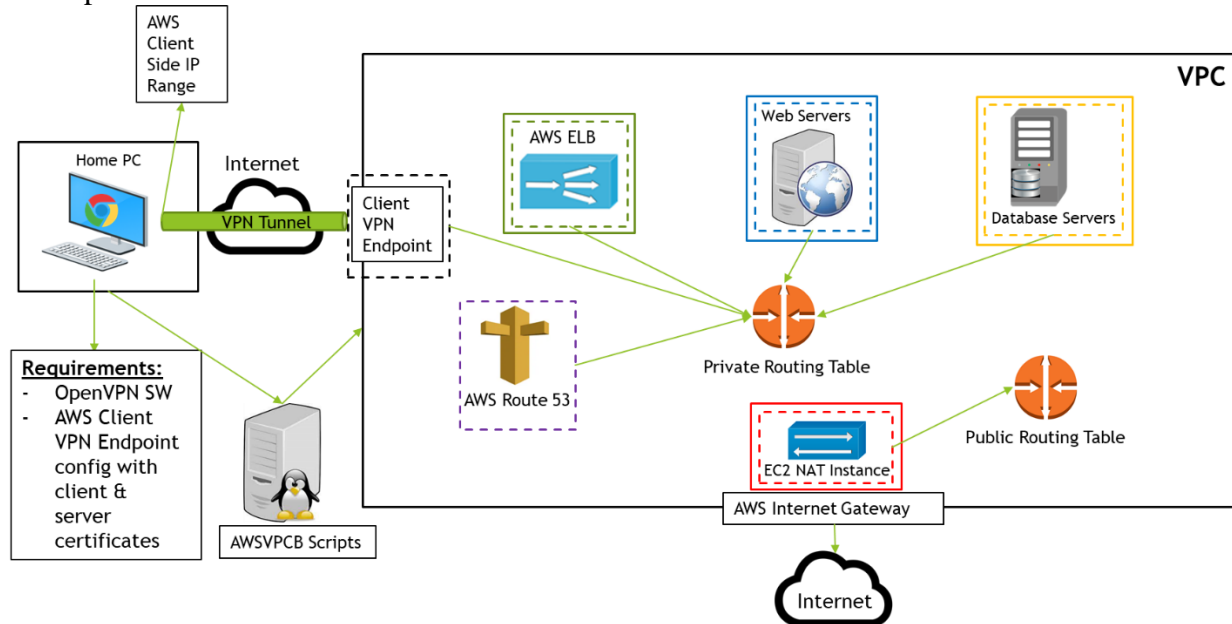 AWS
Client
Side IP
Range
VPC
Home PC
Internet
VPN Tunnel
Client
VPN
Endpoint
AWS ELB
Web Servers
Database Servers
Private Routing Table
AWS Route 53
Public Routing Table
EC2 NAT Instance
AWS Internet Gateway
Internet
Requirements:
- OpenVPN SW
- AWS Client
VPN Endpoint
config with
client &
server
certificates
AWSVPCB Scripts